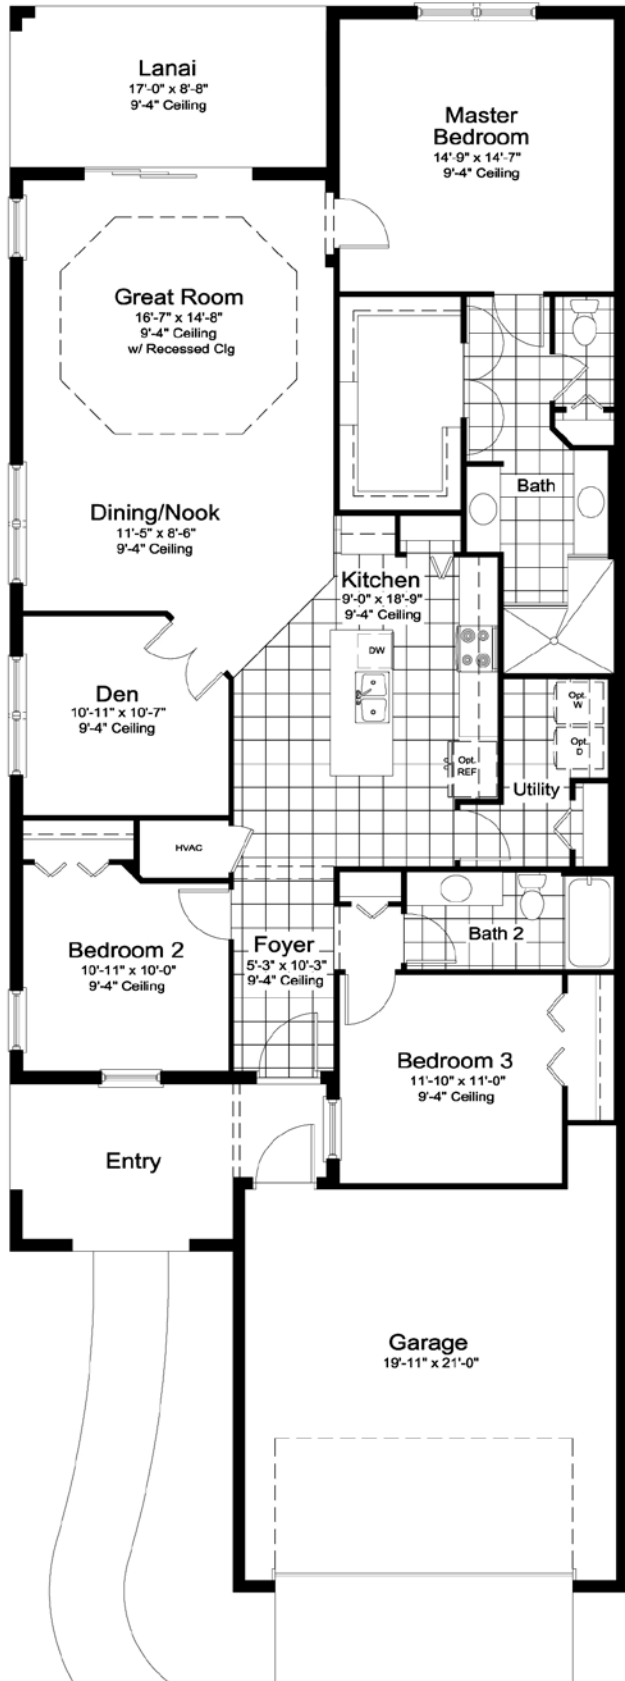 Lanai
17'-0" x 8'-8"
9'-4" Ceiling
Master
Bedroom
14'-9" x 14'-7"
9'-4" Ceiling
Great Room
16'-7" x 14'-8"
9'-4" Ceiling
w/ Recessed Clg
Bath
Dining/Nook
11'-5" x 8'-6"
9'-4" Ceiling
Kitchen
9'-0" x 18'-9"
9'-4" Ceiling
DW
Den
10'-11" x 10'-7"
9'-4" Ceiling
Opt.
W
Opt.
D
Opt.
REF
Utility
HVAC
Bedroom 2
10'-11" x 10'-0"
9'-4" Ceiling
Foyer
5'-3" x 10'-3"
9'-4" Ceiling
Bath 2
Bedroom 3
11'-10" x 11'-0"
9'-4" Ceiling
Entry
Garage
19'-11" x 21'-0"